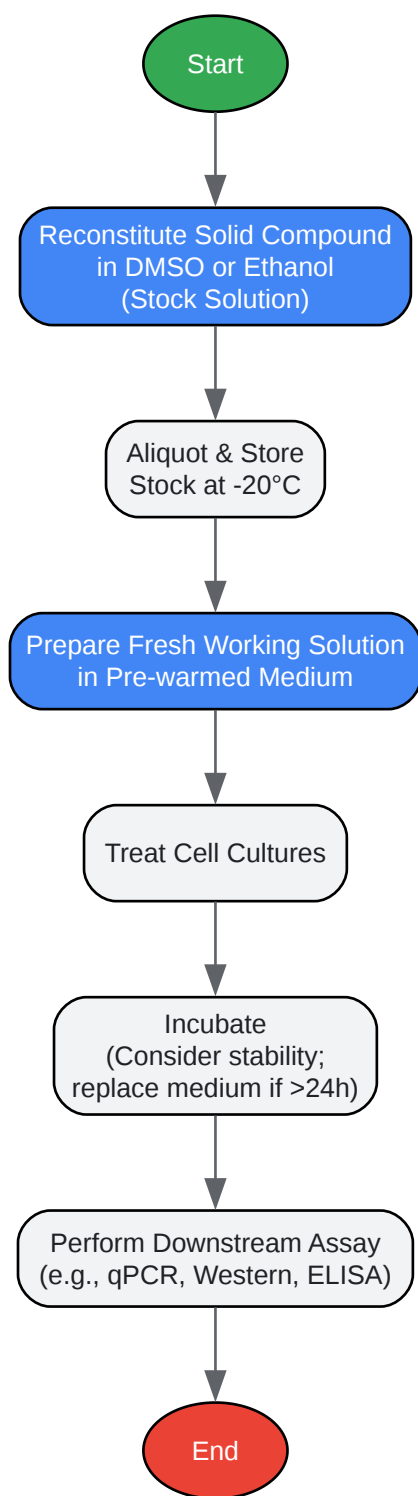 Start
Reconstitute Solid Compound
in DMSO or Ethanol
(Stock Solution)
Aliquot & Store
Stock at -20°C
Prepare Fresh Working Solution
in Pre-warmed Medium
Treat Cell Cultures
Incubate
(Consider stability;
replace medium if >24h)
Perform Downstream Assay
(e.g., qPCR, Western, ELISA)
End